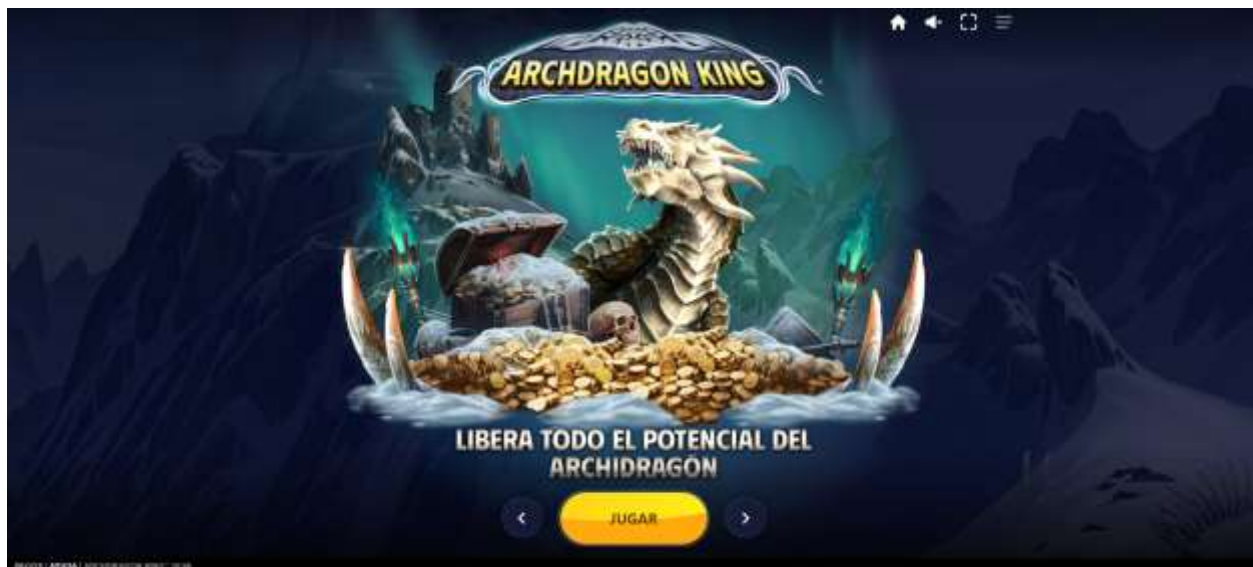 ARCHDRAGON KING
LIBERA TODO EL POTENCIAL DEL
ARCHIDRAGÓN
JUGAR